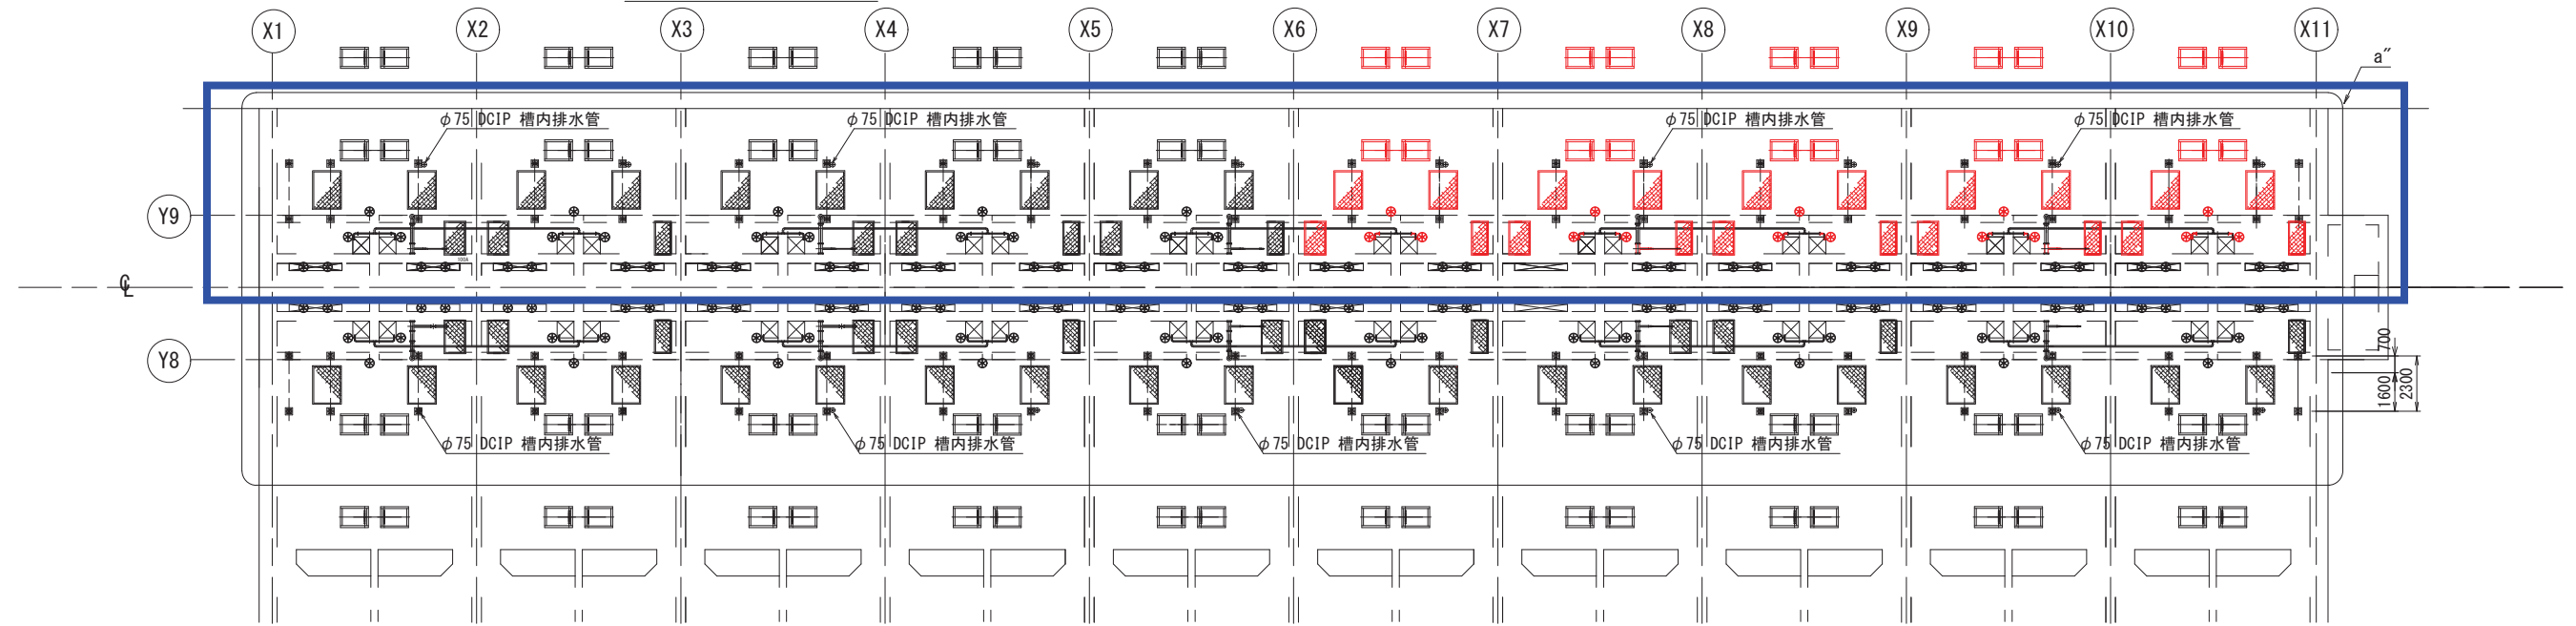 X1 X2 X3 X4 X5 X6 X7 X8 X9 X10 X11
a″
φ75 DCIP 槽内排水管 φ75 DCIP 槽内排水管 φ75 DCIP 槽内排水管 φ75 DCIP 槽内排水管
Y9
100A
℄
700
Y8
1600
2300
φ75 DCIP 槽内排水管 φ75 DCIP 槽内排水管 φ75 DCIP 槽内排水管 φ75 DCIP 槽内排水管 φ75 DCIP 槽内排水管